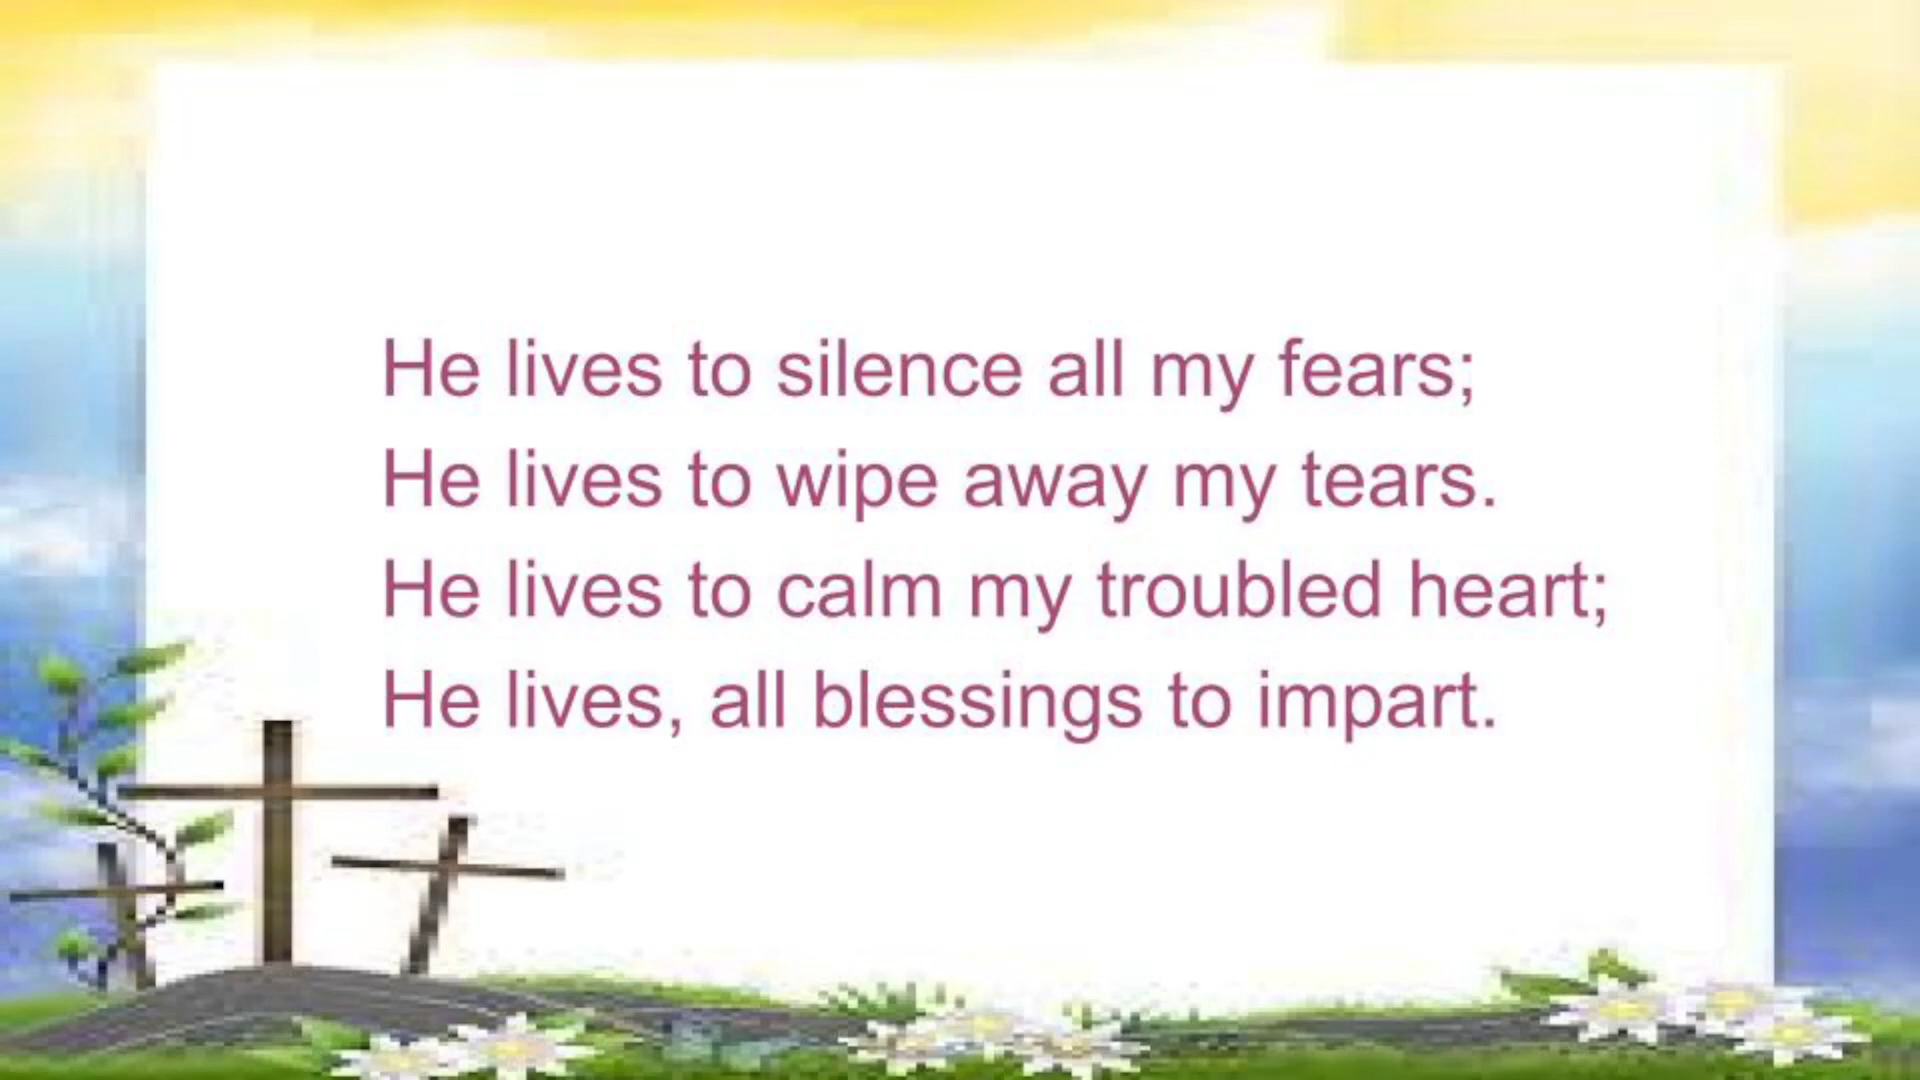 He lives to silence all my fears;
He lives to wipe away my tears.
He lives to calm my troubled heart;
He lives, all blessings to impart.